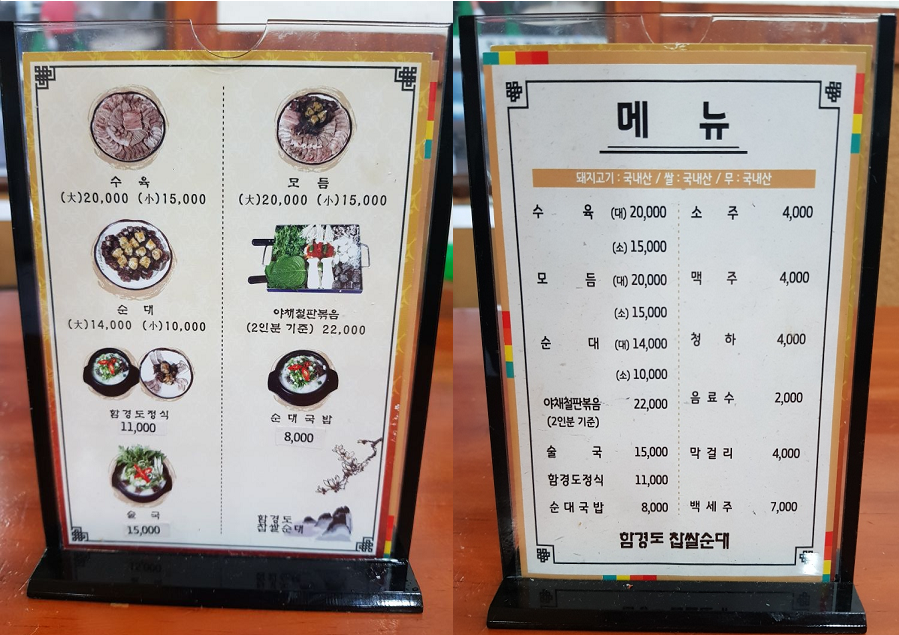 수 육
(大)20,000 (小)15,000
모 듬
(大)20,000 (小)15,000
순 대
(大)14,000 (小)10,000
야채철판볶음
(2인분 기준) 22,000
함경도정식
11,000
순대국밥
8,000
술 국
15,000
함경도
찹쌀순대
메 뉴
돼지고기 : 국내산 / 쌀 : 국내산 / 무 : 국내산
수 육 (대) 20,000
(소) 15,000
모 듬 (대) 20,000
(소) 15,000
순 대 (대) 14,000
(소) 10,000
야채철판볶음 22,000
(2인분 기준)
술 국 15,000
함경도정식 11,000
순대국밥 8,000
소 주 4,000
맥 주 4,000
청 하 4,000
음료수 2,000
막걸리 4,000
백세주 7,000
함경도 찹쌀순대